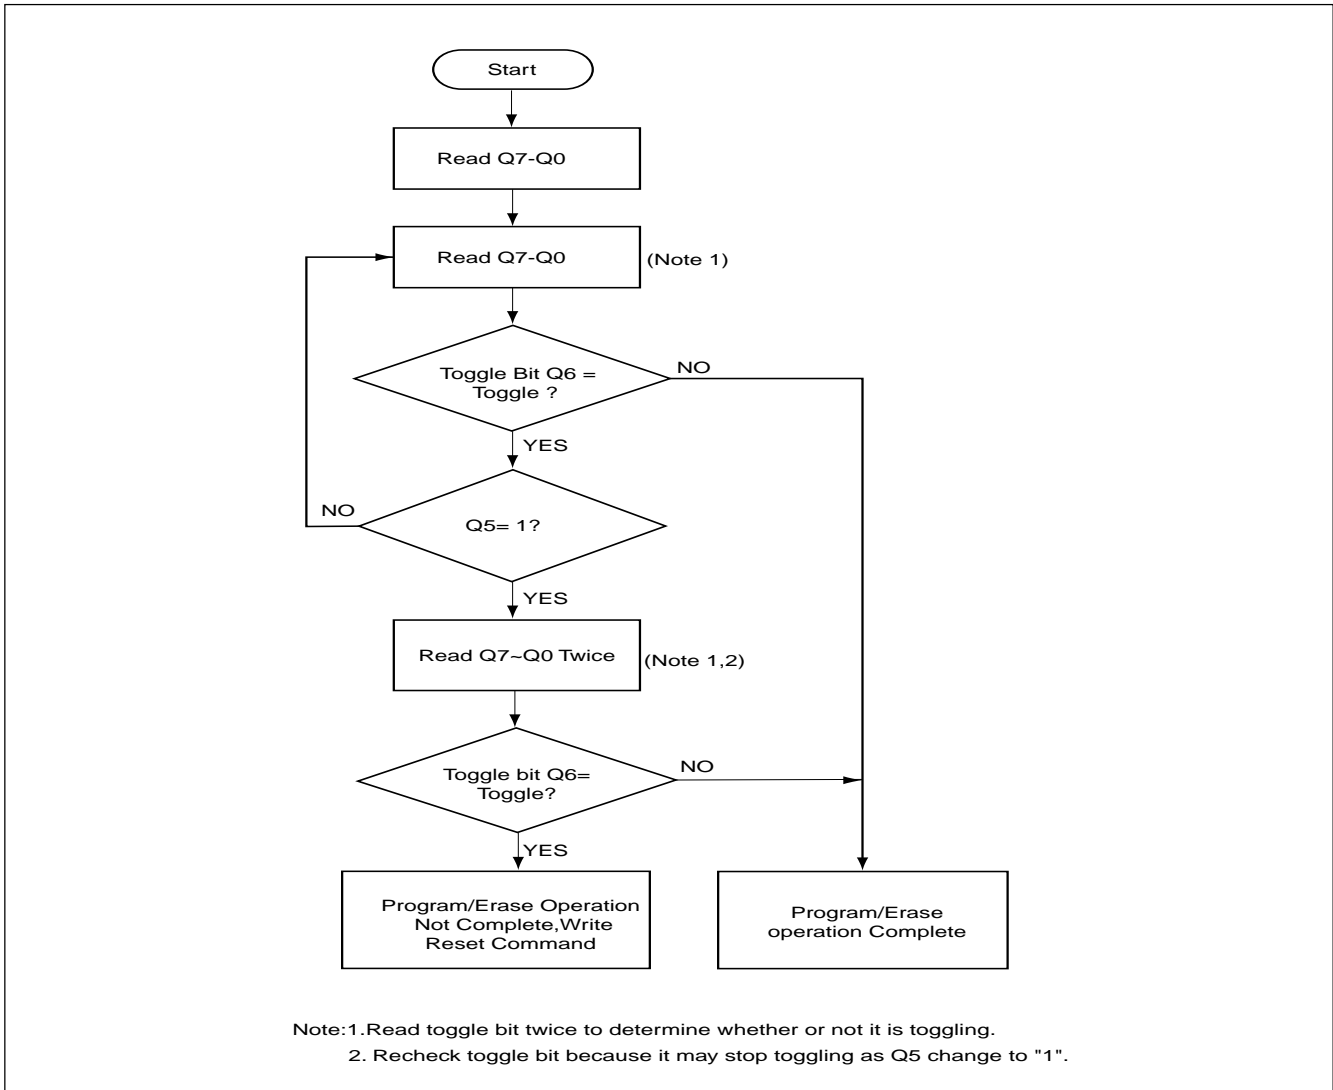 Start
Read Q7-Q0
Read Q7-Q0
(Note 1)
Toggle Bit Q6 =
Toggle ?
NO
YES
NO
Q5= 1?
YES
Read Q7~Q0 Twice
(Note 1,2)
Toggle bit Q6=
Toggle?
NO
YES
Program/Erase Operation
Not Complete,Write
Reset Command
Program/Erase
operation Complete
Note:1.Read toggle bit twice to determine whether or not it is toggling.
2. Recheck toggle bit because it may stop toggling as Q5 change to "1".